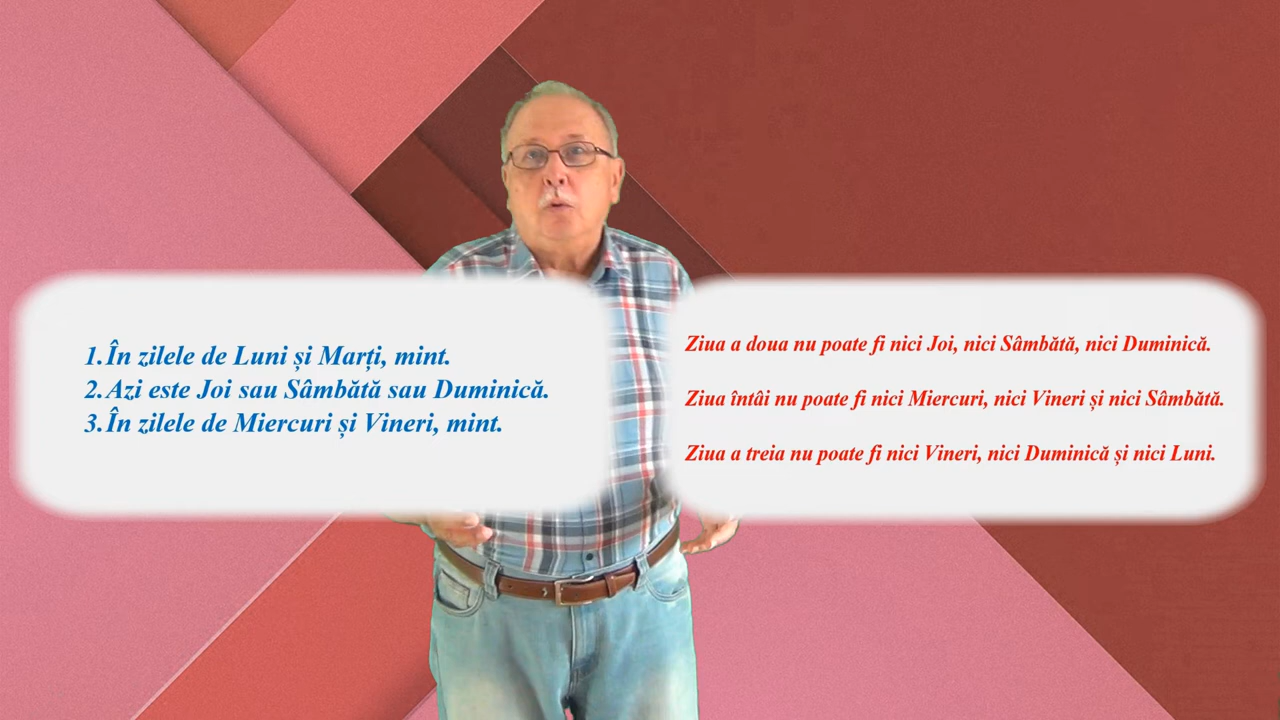 1. În zilele de Luni și Marți, mint.
2. Azi este Joi sau Sâmbătă sau Duminică.
3. În zilele de Miercuri și Vineri, mint.
Ziua a doua nu poate fi nici Joi, nici Sâmbătă, nici Duminică.
Ziua întâi nu poate fi nici Miercuri, nici Vineri și nici Sâmbătă.
Ziua a treia nu poate fi nici Vineri, nici Duminică și nici Luni.